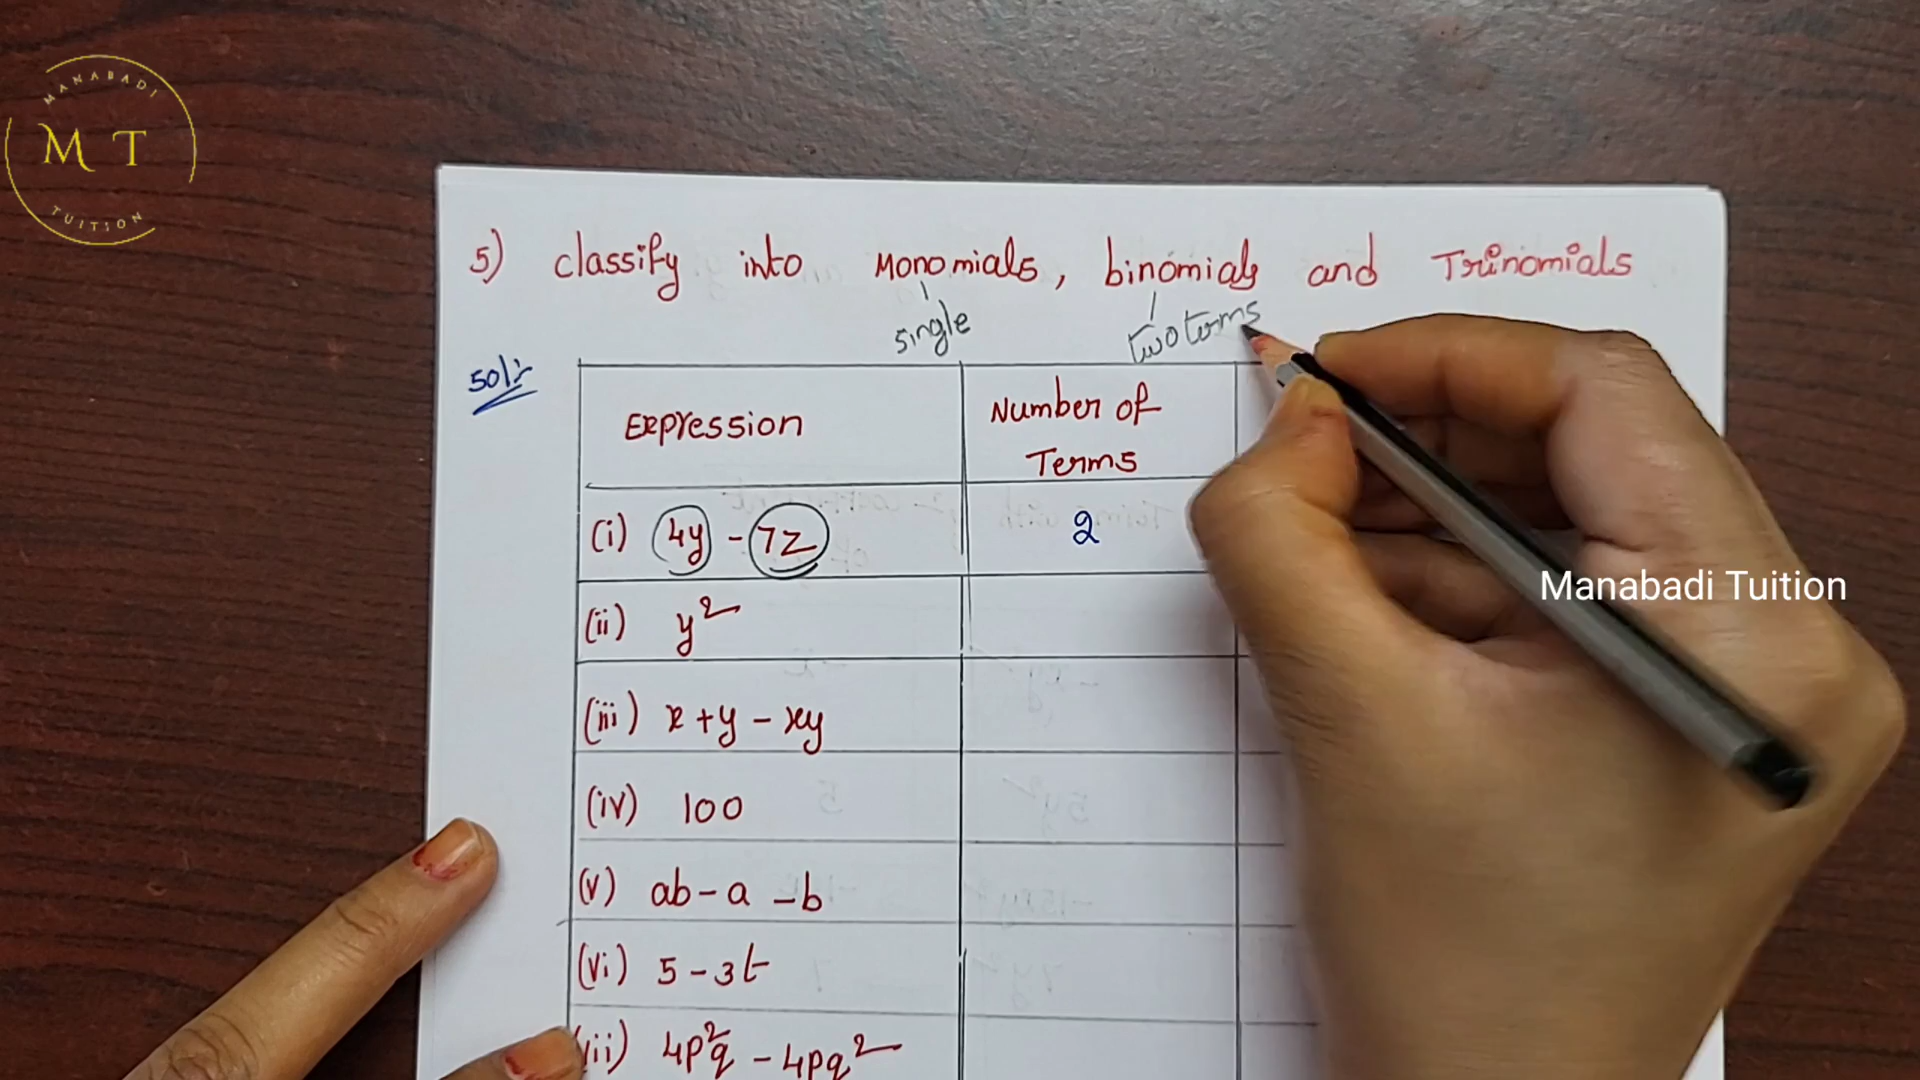 MANABADI
M T
TUITION
5) classify into Monomials, binomials and Trinomials
single
two terms
Sol:-
Expression
Number of
Terms
(i) 4y - 7z
2
(ii) y²
(iii) x + y - xy
(iv) 100
(v) ab - a - b
(vi) 5 - 3t
ii) 4p²q - 4pq²
Manabadi Tuition